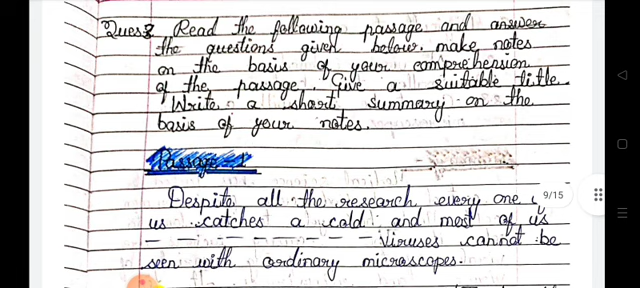 Ques3. Read the following passage and answer
the questions given below. make notes
on the basis of your comprehension
of the passage. Give a suitable title.
Write a short summary on the
basis of your notes.
Passage - 1
Despite all the research, every one
us catches a cold and most of us
— — — — — — — Viruses cannot be
seen with ordinary microscopes.
9/15